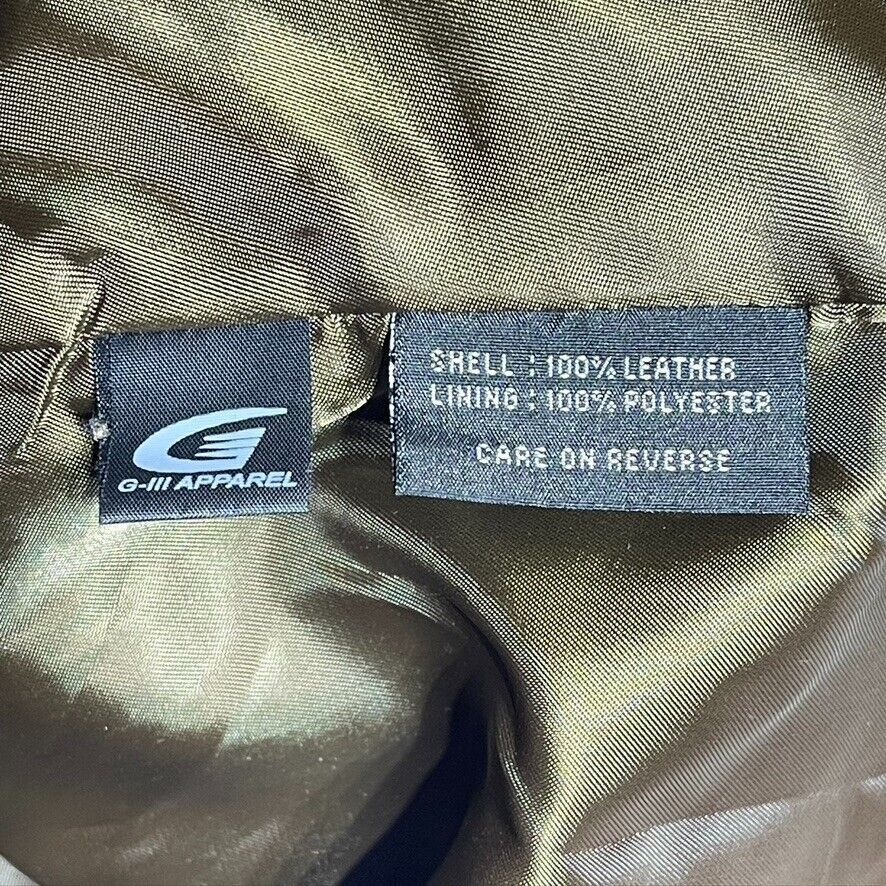 G-III APPAREL
SHELL : 100% LEATHER
LINING : 100% POLYESTER
CARE ON REVERSE